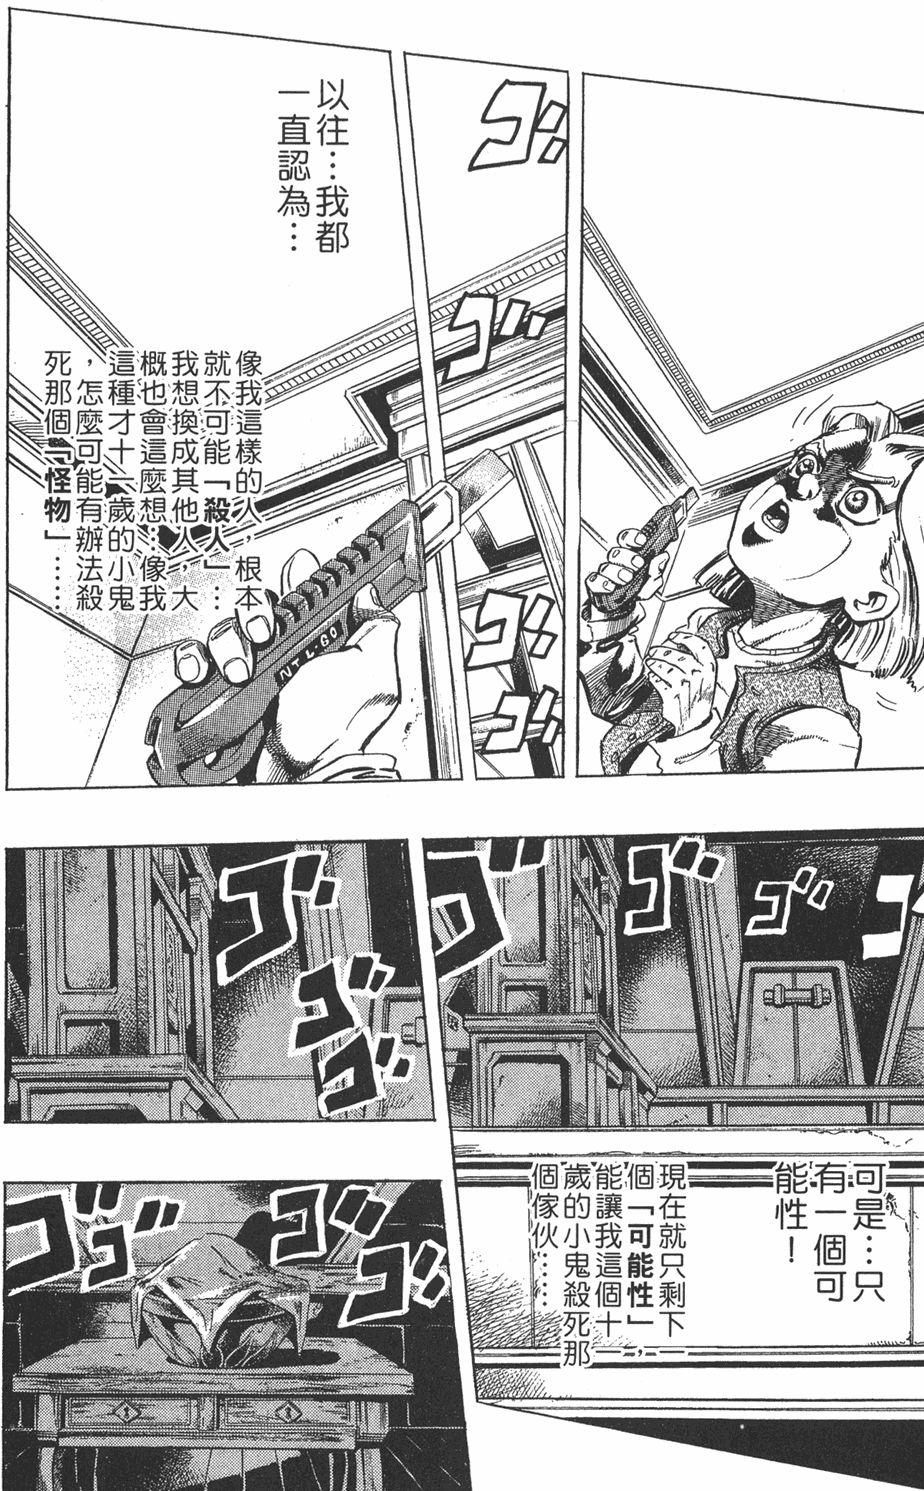 ゴ
ゴ
ゴ
ゴ
以往…我都
一直認為…
像我這樣的人，根本
就不可能「殺人」…
我想換成其他人，大
概也會這麼想…像我
這種才十一歲的小鬼
，怎麼可能有辦法殺
死那個「怪物」……
NT L-GO
ゴ
ゴ
ゴ
ゴ
可是…只
有一個可
能性！
現在就只剩下一
個「可能性」，
能讓我這個十一
歲的小鬼殺死那
個傢伙……
ゴ
ゴ
ゴ
ゴ
ゴ
ゴ
ゴ